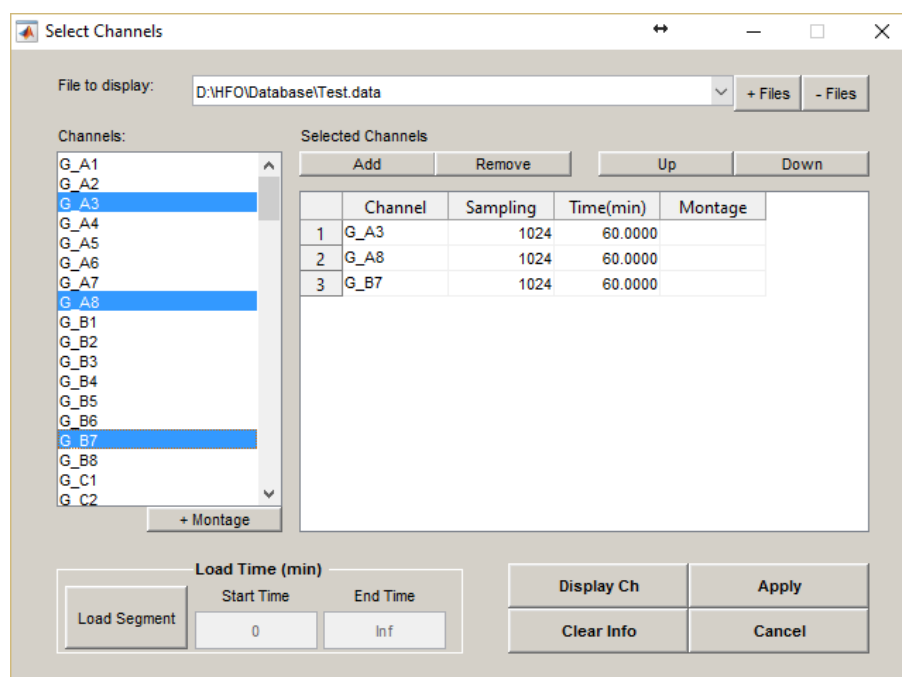 Select Channels
File to display:
D:\HFO\Database\Test.data
+ Files
- Files
Channels:
Selected Channels
G_A1
G_A2
G_A3
G_A4
G_A5
G_A6
G_A7
G_A8
G_B1
G_B2
G_B3
G_B4
G_B5
G_B6
G_B7
G_B8
G_C1
G_C2
+ Montage
Add Remove Up Down
Channel Sampling Time(min) Montage
1 G_A3 1024 60.0000
2 G_A8 1024 60.0000
3 G_B7 1024 60.0000
Load Time (min)
Load Segment
Start Time End Time
0 Inf
Display Ch Apply
Clear Info Cancel